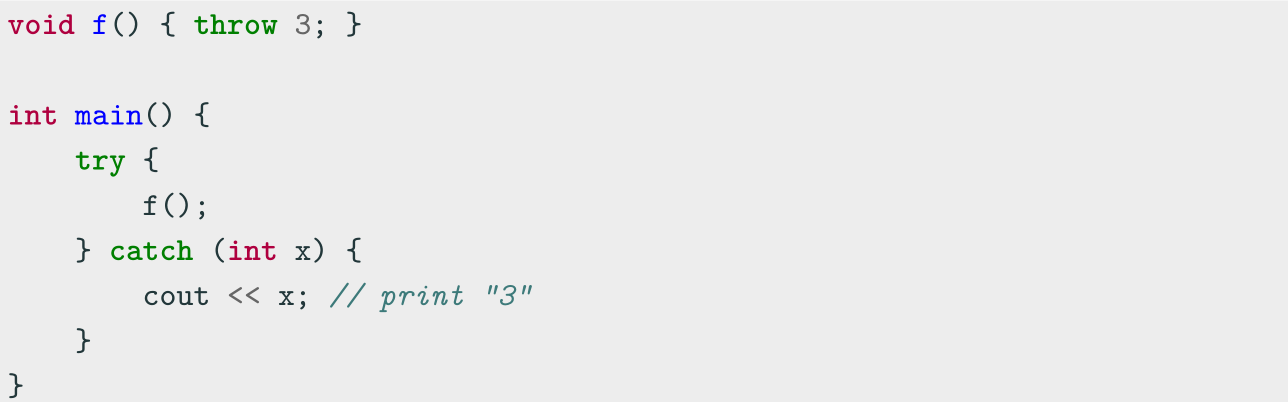 void f() { throw 3; }

int main() {
    try {
        f();
    } catch (int x) {
        cout << x; // print "3"
    }
}